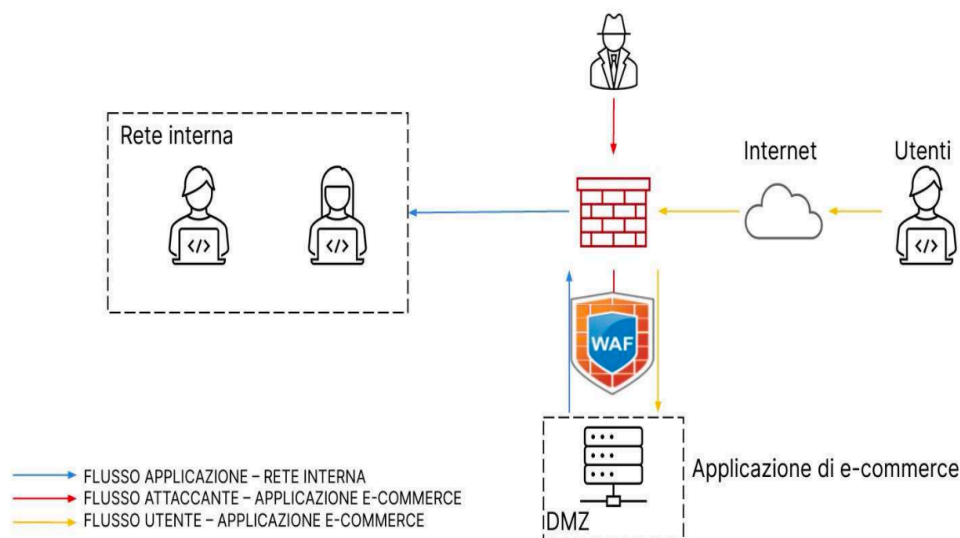 Rete interna
Internet
Utenti
</>
</>
</>
WAF
Applicazione di e-commerce
DMZ
FLUSSO APPLICAZIONE – RETE INTERNA
FLUSSO ATTACCANTE – APPLICAZIONE E-COMMERCE
FLUSSO UTENTE – APPLICAZIONE E-COMMERCE